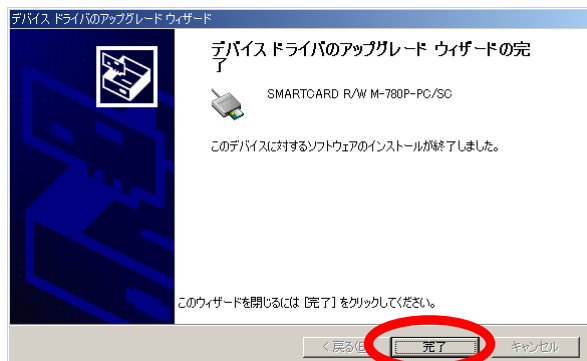 デバイス ドライバのアップグレード ウィザード
デバイス ドライバのアップグレード ウィザードの完
了
SMARTCARD R/W M-780P-PC/SC
このデバイスに対するソフトウェアのインストールが終了しました。
このウィザードを閉じるには [完了] をクリックしてください。
< 戻る(B
完了
キャンセル